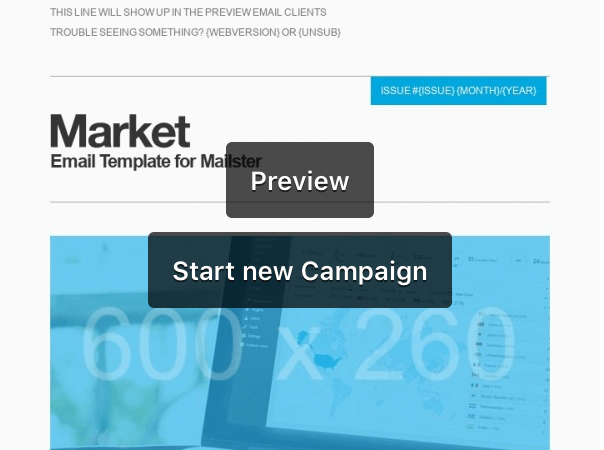 THIS LINE WILL SHOW UP IN THE PREVIEW EMAIL CLIENTS
TROUBLE SEEING SOMETHING? {WEBVERSION} OR {UNSUB}
ISSUE #{ISSUE} {MONTH}/{YEAR}
Market
Email Template for Mailster
Preview
Start new Campaign
600 x 260